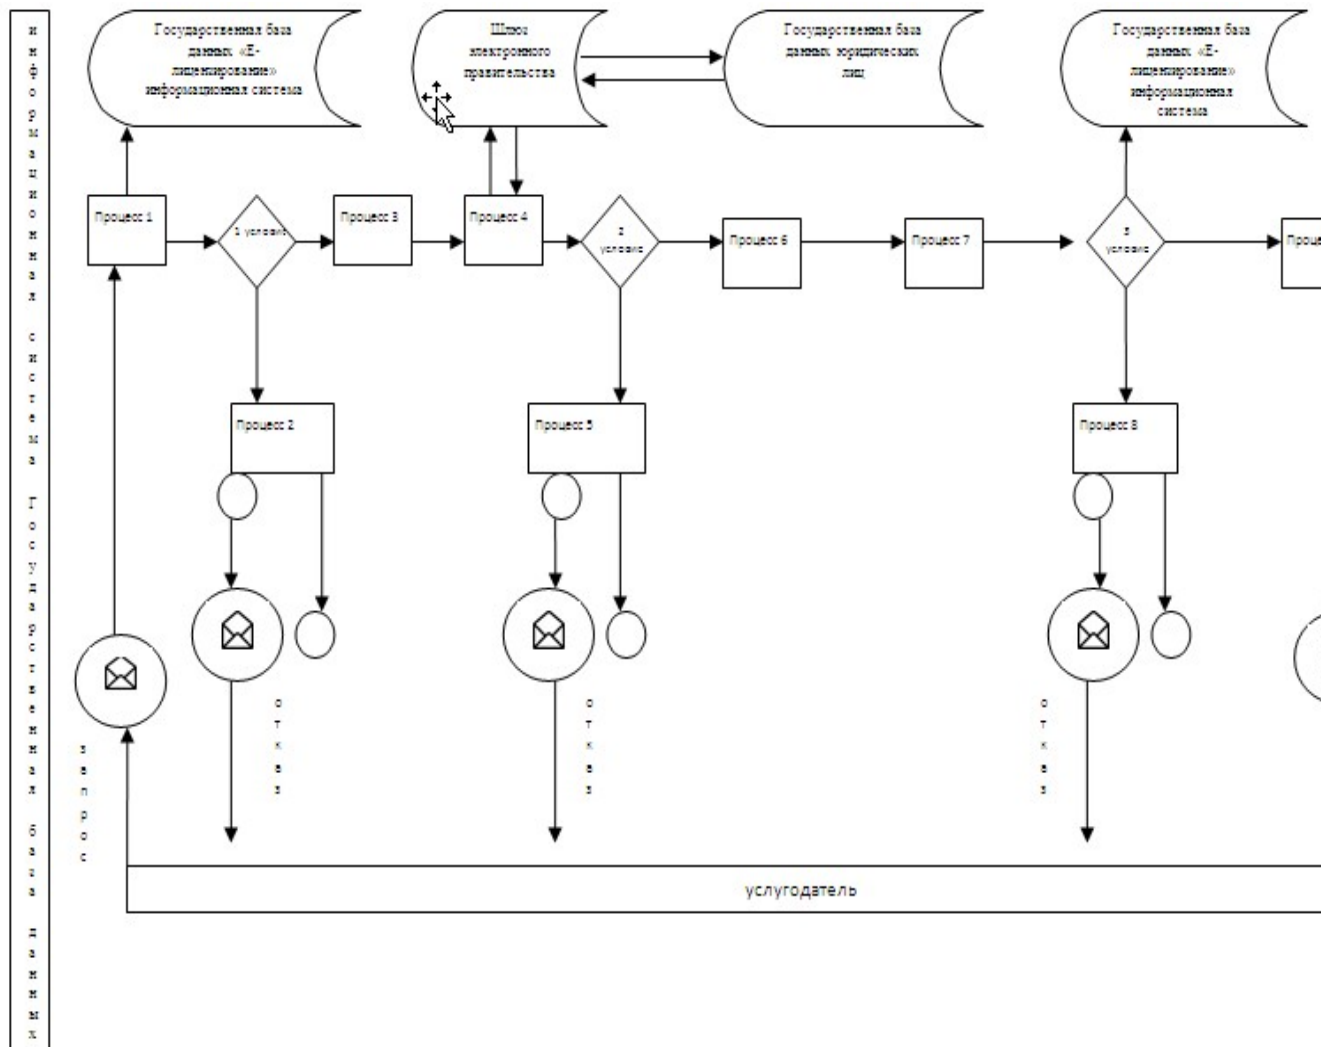 Государственная база
данных «Е-
лицензирование»
информационная система
Шлюз
электронного
правительства
Государственная база
данных юридических
лиц
Государственная база
данных «Е-
лицензирование»
информационная
система
Процесс 1
1 условие
Процесс 3
Процесс 4
2
условие
Процесс 6
Процесс 7
3
условие
Процесс 2
Процесс 5
Процесс 8
запрос
отказ
отказ
отказ
услугодатель
информационная система Государственная база данных